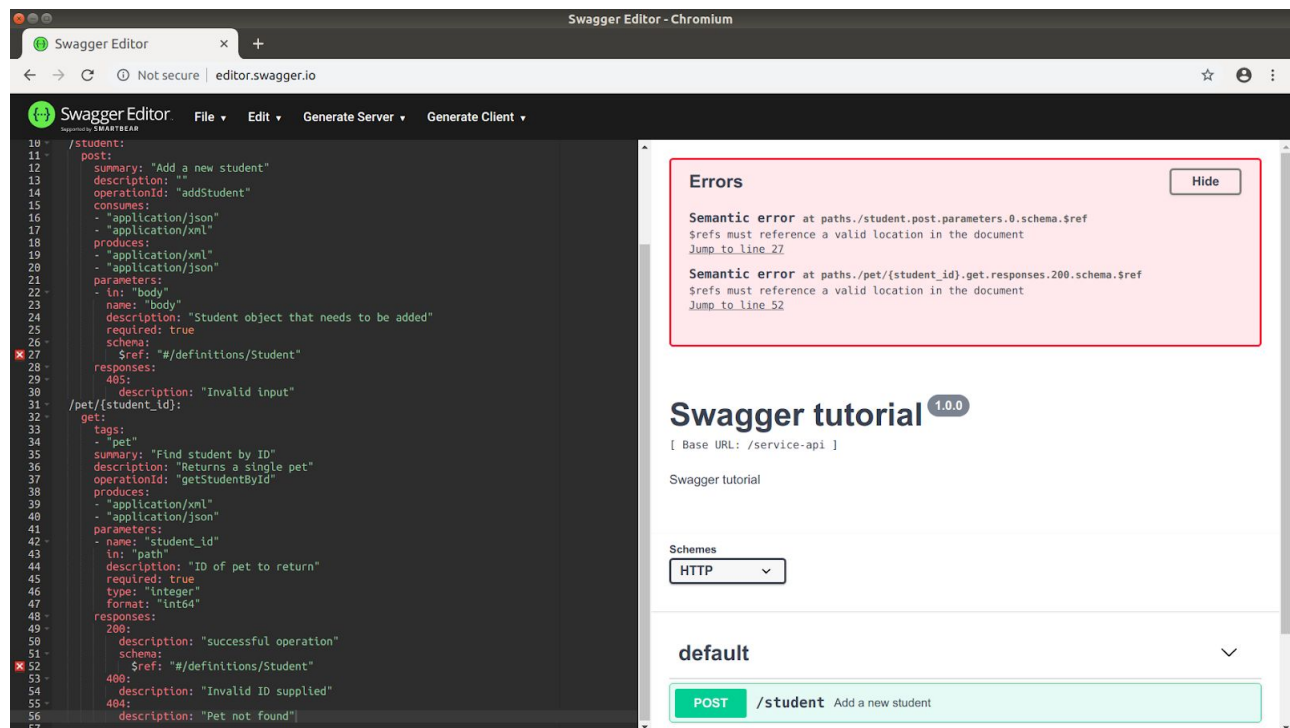 Swagger Editor - Chromium
Swagger Editor × +
Not secure | editor.swagger.io
Swagger Editor.
Supported by SMARTBEAR
File ▾ Edit ▾ Generate Server ▾ Generate Client ▾
10 /student:
11 post:
12 summary: "Add a new student"
13 description: ""
14 operationId: "addStudent"
15 consumes:
16 - "application/json"
17 - "application/xml"
18 produces:
19 - "application/xml"
20 - "application/json"
21 parameters:
22 - in: "body"
23 name: "body"
24 description: "Student object that needs to be added"
25 required: true
26 schema:
27 $ref: "#/definitions/Student"
28 responses:
29 405:
30 description: "Invalid input"
31 /pet/{student_id}:
32 get:
33 tags:
34 - "pet"
35 summary: "Find student by ID"
36 description: "Returns a single pet"
37 operationId: "getStudentById"
38 produces:
39 - "application/xml"
40 - "application/json"
41 parameters:
42 - name: "student_id"
43 in: "path"
44 description: "ID of pet to return"
45 required: true
46 type: "integer"
47 format: "int64"
48 responses:
49 200:
50 description: "successful operation"
51 schema:
52 $ref: "#/definitions/Student"
53 400:
54 description: "Invalid ID supplied"
55 404:
56 description: "Pet not found"
57
Errors
Hide
Semantic error at paths./student.post.parameters.0.schema.$ref
$refs must reference a valid location in the document
Jump to line 27
Semantic error at paths./pet/{student_id}.get.responses.200.schema.$ref
$refs must reference a valid location in the document
Jump to line 52
Swagger tutorial 1.0.0
[ Base URL: /service-api ]
Swagger tutorial
Schemes
HTTP
default
POST /student Add a new student